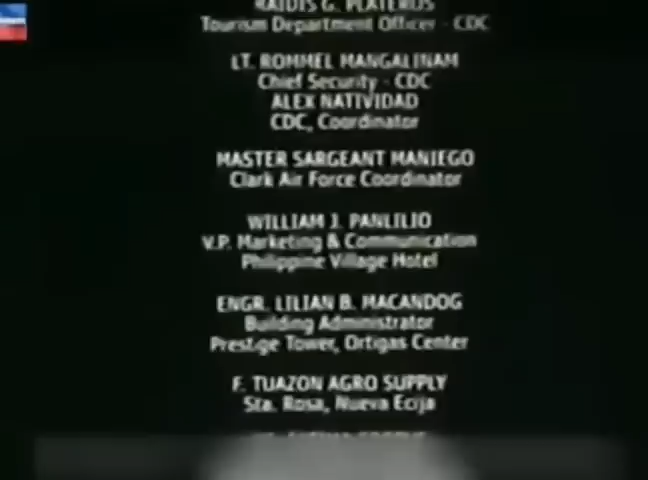 Tourism Department Officer - CDC
LT. ROMMEL MANGALINAM
Chief Security - CDC
ALEX NATIVIDAD
CDC, Coordinator
MASTER SARGEANT MANIEGO
Clark Air Force Coordinator
WILLIAM J. PANLILIO
V.P. Marketing & Communication
Philippine Village Hotel
ENGR. LILIAN B. MACANDOG
Building Administrator
Prestige Tower, Ortigas Center
F. TUAZON AGRO SUPPLY
Sta. Rosa, Nueva Ecija